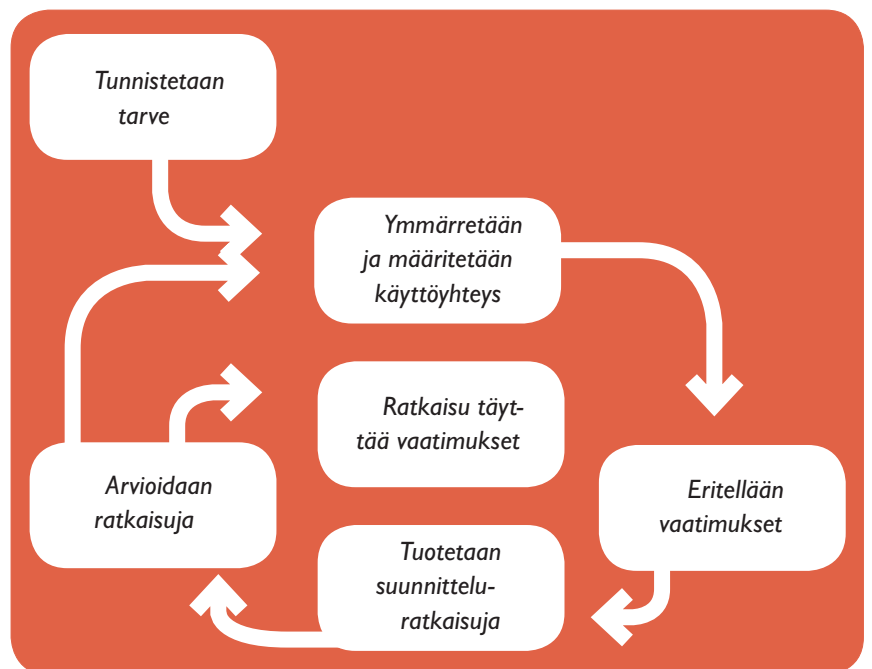 Tunnistetaan
tarve
Ymmärretään
ja määritetään
käyttöyhteys
Ratkaisu täyt-
tää vaatimukset
Arvioidaan
ratkaisuja
Eritellään
vaatimukset
Tuotetaan
suunnittelu-
ratkaisuja